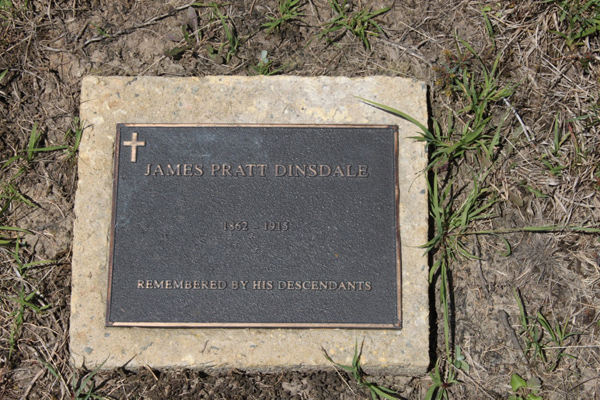 JAMES PRATT DINSDALE
1862 - 1915
REMEMBERED BY HIS DESCENDANTS